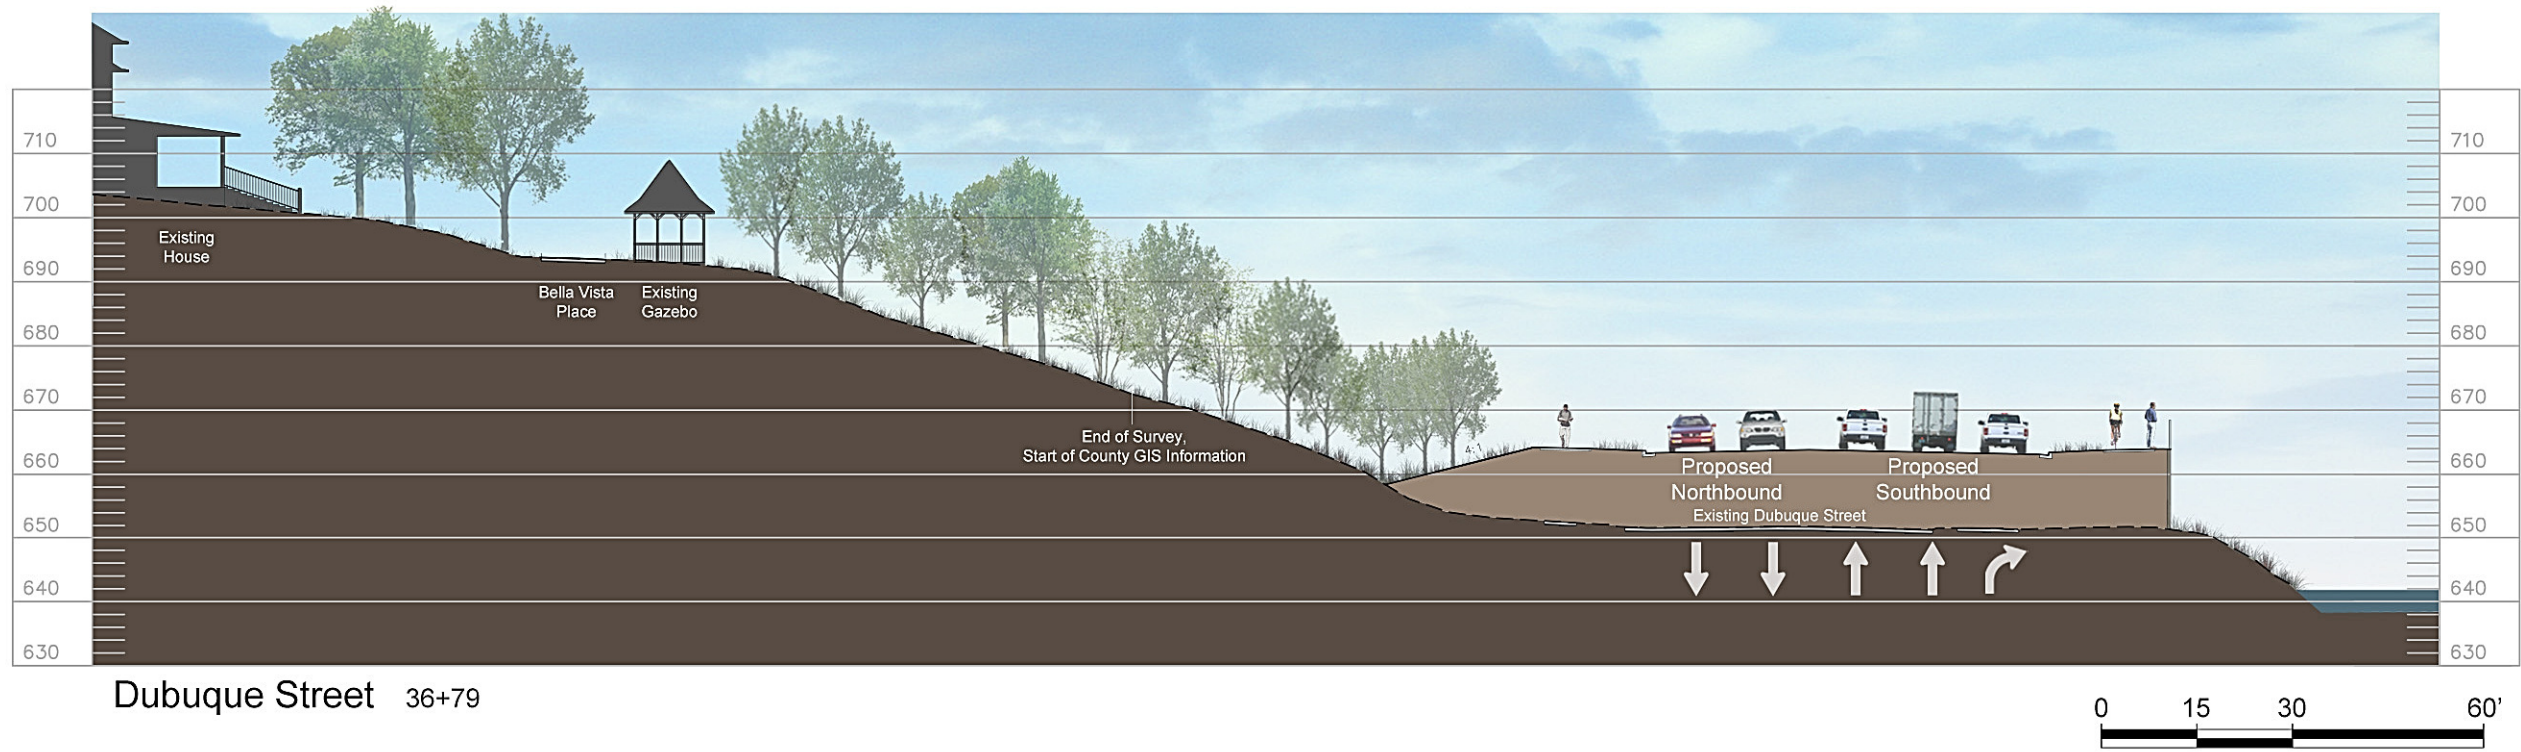 710
710
700
700
Existing
House
690
690
Bella Vista
Place
Existing
Gazebo
680
680
670
670
End of Survey,
Start of County GIS Information
4:1
660
660
Proposed
Northbound
Proposed
Southbound
Existing Dubuque Street
650
650
640
640
630
630
Dubuque Street 36+79
0 15 30 60'